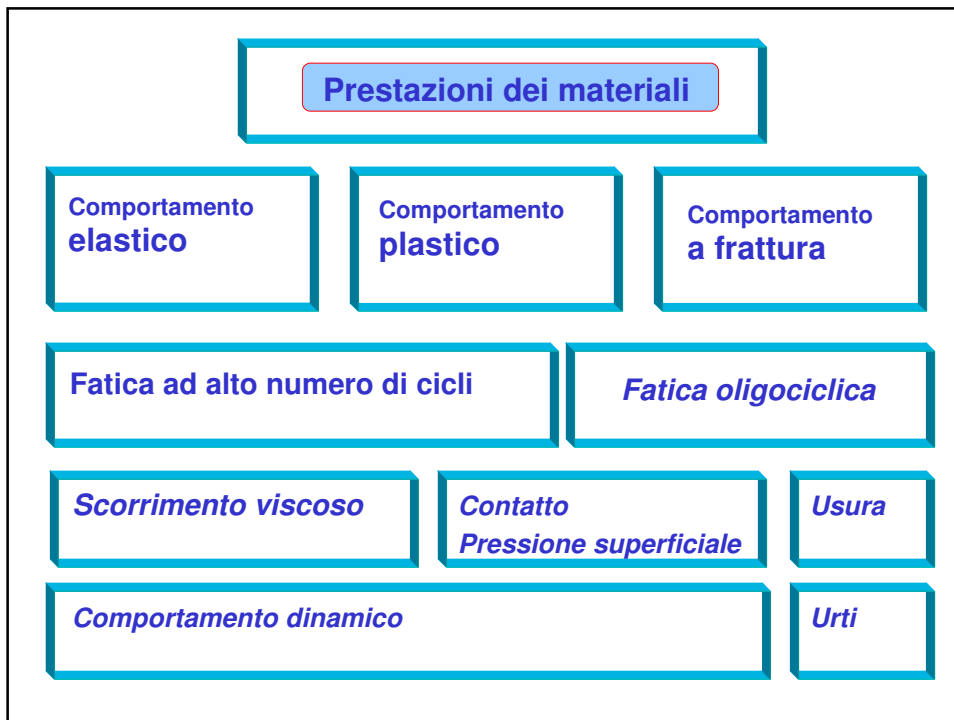 Prestazioni dei materiali
Comportamento
elastico
Comportamento
plastico
Comportamento
a frattura
Fatica ad alto numero di cicli
Fatica oligociclica
Scorrimento viscoso
Contatto
Pressione superficiale
Usura
Comportamento dinamico
Urti